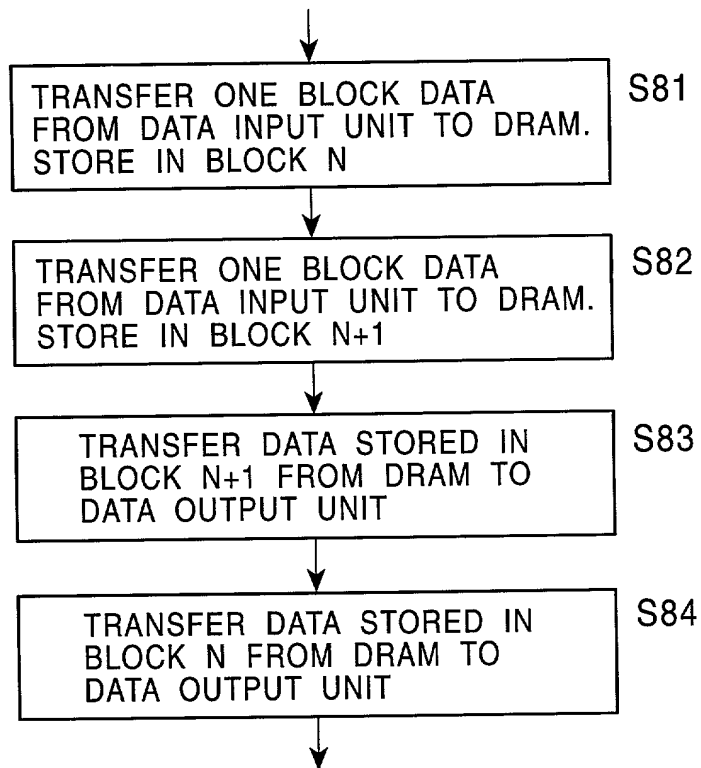 TRANSFER ONE BLOCK DATA
FROM DATA INPUT UNIT TO DRAM.
STORE IN BLOCK N
S81
TRANSFER ONE BLOCK DATA
FROM DATA INPUT UNIT TO DRAM.
STORE IN BLOCK N+1
S82
TRANSFER DATA STORED IN
BLOCK N+1 FROM DRAM TO
DATA OUTPUT UNIT
S83
TRANSFER DATA STORED IN
BLOCK N FROM DRAM TO
DATA OUTPUT UNIT
S84